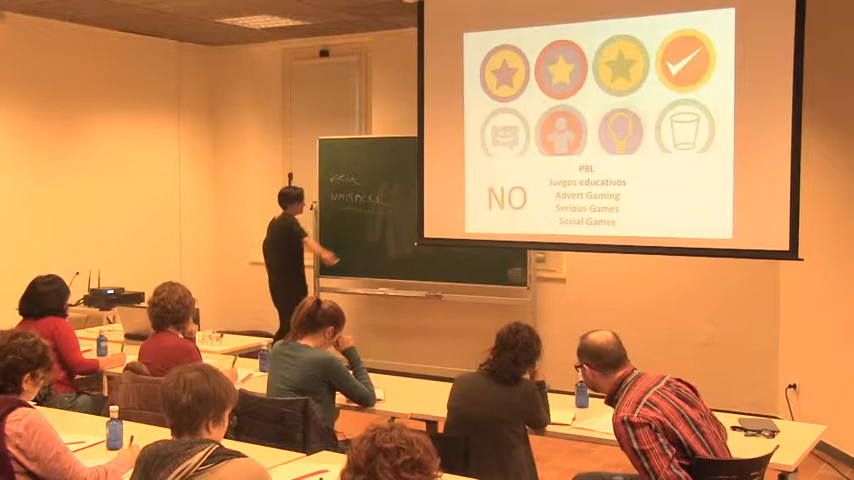 PBL
Juegos educativos
Advert Gaming
NO
Serious Games
Social Games